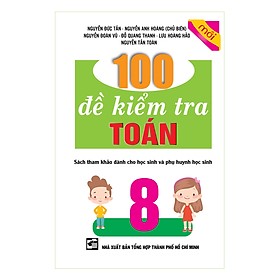 NGUYỄN ĐỨC TẤN - NGUYỄN ANH HOÀNG (CHỦ BIÊN)
NGUYỄN ĐOÀN VŨ - ĐỖ QUANG THANH - LƯU HOÀNG HẢO
NGUYỄN TẤN TOÀN
mới
100
đề kiểm tra
TOÁN
Sách tham khảo dành cho học sinh và phụ huynh học sinh
8
NHÀ XUẤT BẢN TỔNG HỢP THÀNH PHỐ HỒ CHÍ MINH